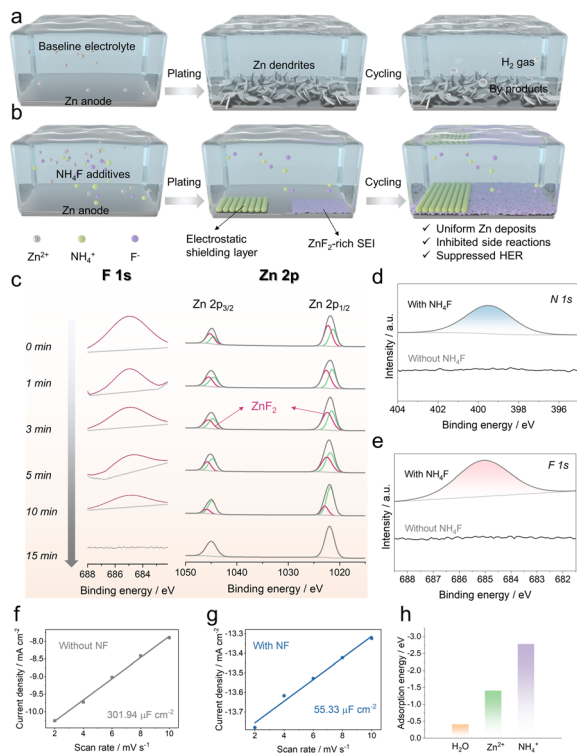 a
Baseline electrolyte
Zn anode
Plating
Zn dendrites
Cycling
H₂ gas
By products
b
NH₄F additives
Zn anode
Plating
Cycling
Zn²⁺
NH₄⁺
F⁻
Electrostatic
shielding layer
ZnF₂-rich SEI
✓ Uniform Zn deposits
✓ Inhibited side reactions
✓ Suppressed HER
c
F 1s
Zn 2p
Zn 2p₃/₂
Zn 2p₁/₂
0 min
1 min
3 min
ZnF₂
5 min
10 min
15 min
688 686 684
Binding energy / eV
1050 1040 1030 1020
Binding energy / eV
d
N 1s
With NH₄F
Without NH₄F
Intensity / a.u.
404 402 400 398 396
Binding energy / eV
e
F 1s
With NH₄F
Without NH₄F
Intensity / a.u.
688 687 686 685 684 683 682
Binding energy / eV
f
Without NF
301.94 μF cm⁻²
Current density / mA cm⁻²
-8.0
-8.5
-9.0
-9.5
-10.0
2 4 6 8 10
Scan rate / mV s⁻¹
g
With NF
55.33 μF cm⁻²
Current density / mA cm⁻²
-13.3
-13.4
-13.5
-13.6
-13.7
2 4 6 8 10
Scan rate / mV s⁻¹
h
Adsorption energy / -eV
3
2
1
0
H₂O Zn²⁺ NH₄⁺